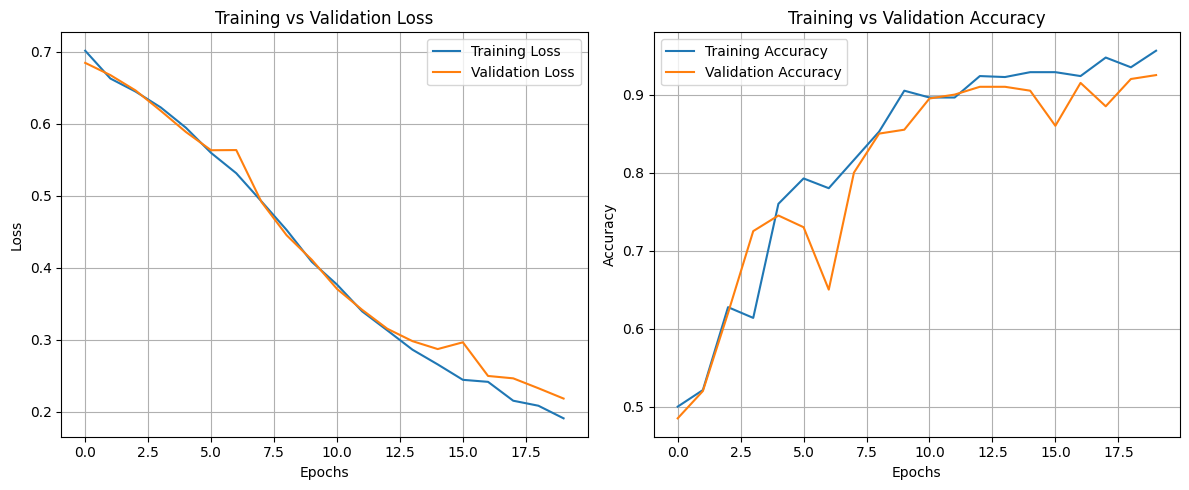 Training vs Validation Loss
Training Loss
Validation Loss
0.7
0.6
0.5
0.4
0.3
0.2
Loss
0.0 2.5 5.0 7.5 10.0 12.5 15.0 17.5
Epochs
Training vs Validation Accuracy
Training Accuracy
Validation Accuracy
0.9
0.8
0.7
0.6
0.5
Accuracy
0.0 2.5 5.0 7.5 10.0 12.5 15.0 17.5
Epochs